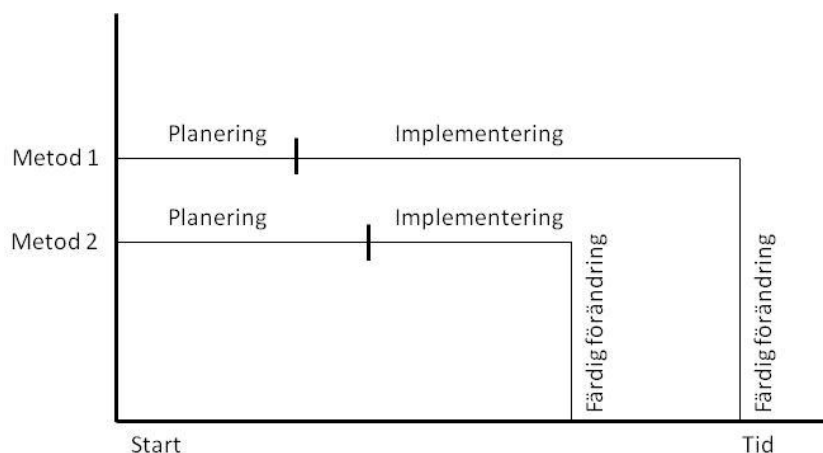 Planering
Implementering
Metod 1
Planering
Implementering
Metod 2
Färdig förändring
Färdig förändring
Start
Tid